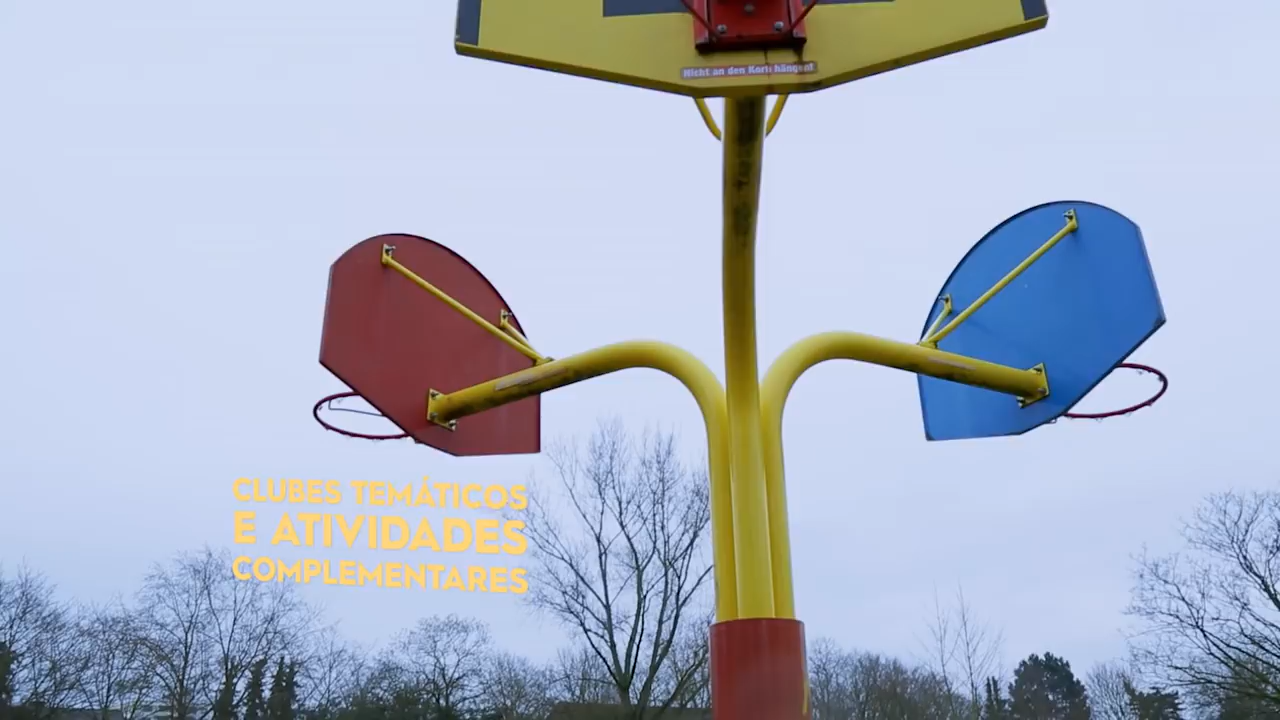 Nicht an den Korb hängen!
CLUBES TEMÁTICOS
E ATIVIDADES
COMPLEMENTARES